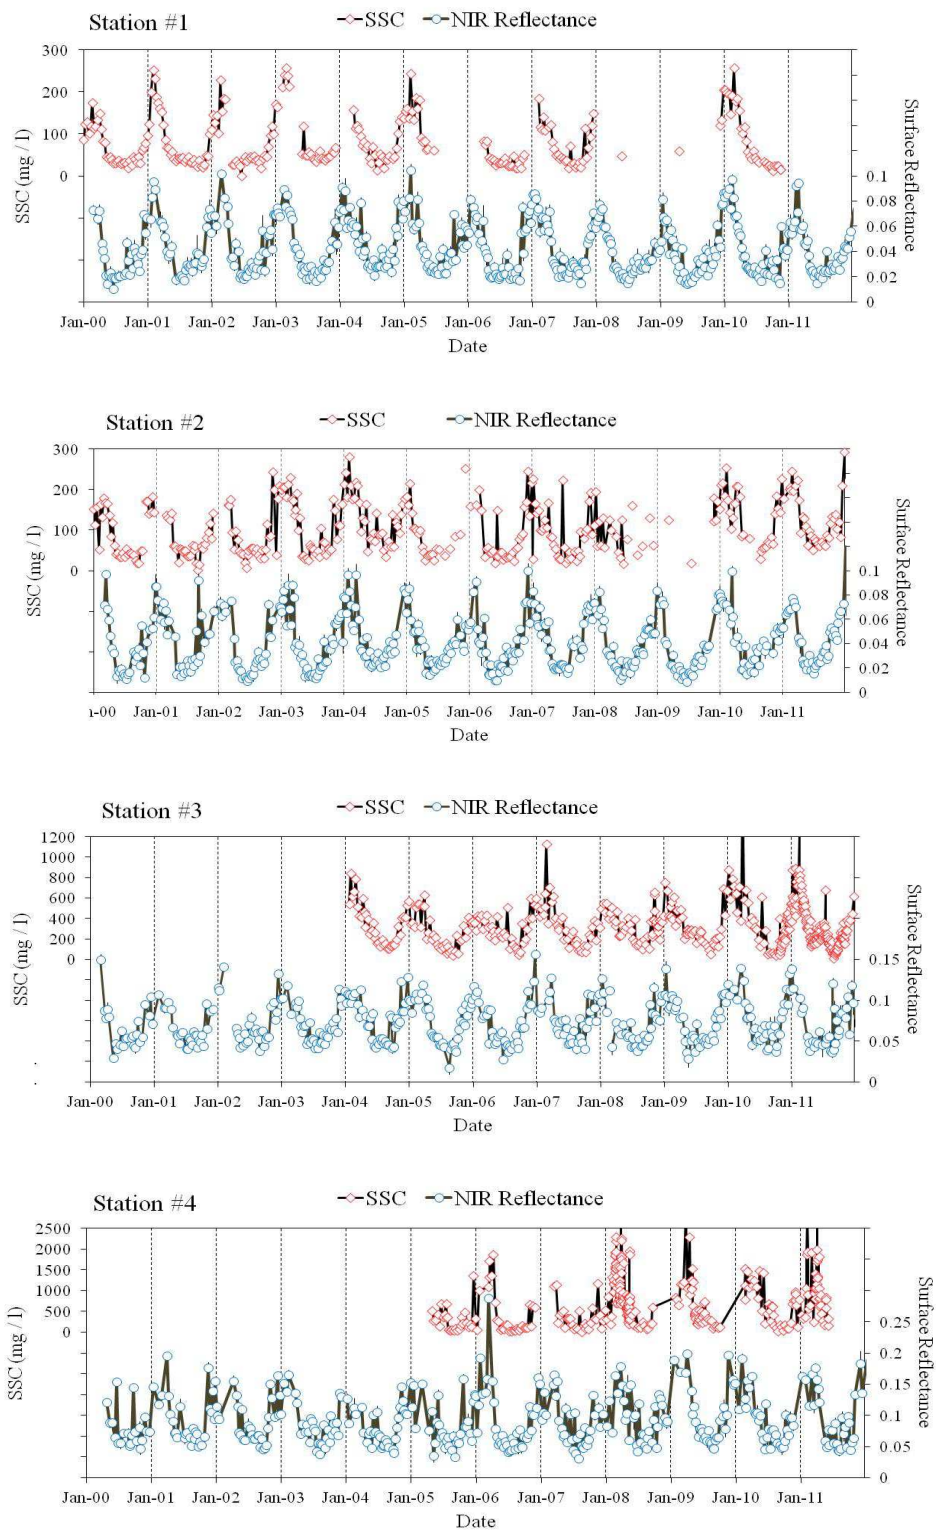 Station #1
SSC NIR Reflectance
300
200
100
0
SSC (mg / l)
0.1
0.08
0.06
0.04
0.02
0
Surface Reflectance
Jan-00 Jan-01 Jan-02 Jan-03 Jan-04 Jan-05 Jan-06 Jan-07 Jan-08 Jan-09 Jan-10 Jan-11
Date
Station #2
SSC NIR Reflectance
300
200
100
0
SSC (mg / l)
0.1
0.08
0.06
0.04
0.02
0
Surface Reflectance
ı-00 Jan-01 Jan-02 Jan-03 Jan-04 Jan-05 Jan-06 Jan-07 Jan-08 Jan-09 Jan-10 Jan-11
Date
Station #3
SSC NIR Reflectance
1200
1000
800
600
400
200
0
SSC (mg / l)
0.15
0.1
0.05
0
Surface Reflectance
Jan-00 Jan-01 Jan-02 Jan-03 Jan-04 Jan-05 Jan-06 Jan-07 Jan-08 Jan-09 Jan-10 Jan-11
Date
Station #4
SSC NIR Reflectance
2500
2000
1500
1000
500
0
SSC (mg / l)
0.25
0.2
0.15
0.1
0.05
0
Surface Reflectance
Jan-00 Jan-01 Jan-02 Jan-03 Jan-04 Jan-05 Jan-06 Jan-07 Jan-08 Jan-09 Jan-10 Jan-11
Date